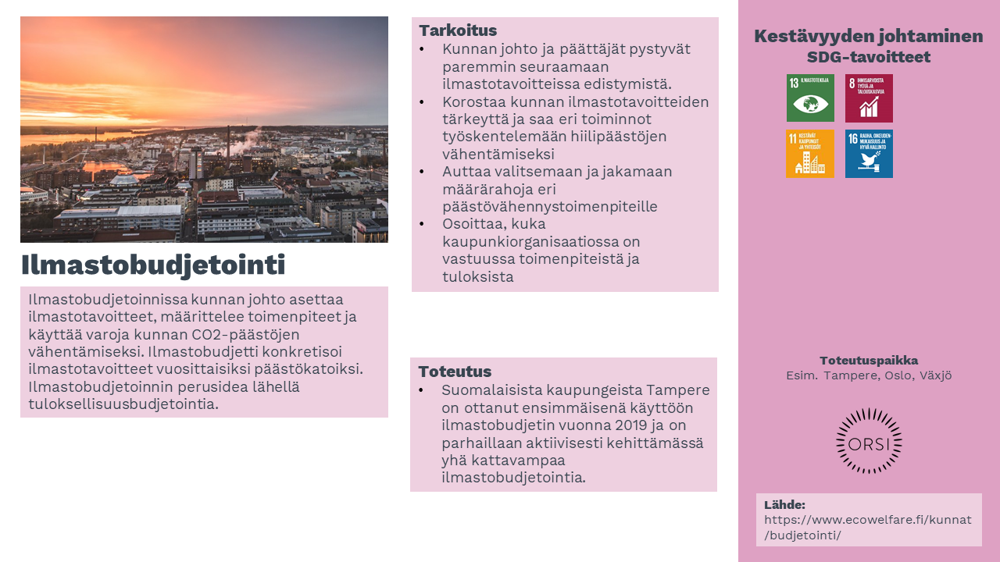 Ilmastobudjetointi
Ilmastobudjetoinnissa kunnan johto asettaa
ilmastotavoitteet, määrittelee toimenpiteet ja
käyttää varoja kunnan CO2-päästöjen
vähentämiseksi. Ilmastobudjetti konkretisoi
ilmastotavoitteet vuosittaisiksi päästökatoiksi.
Ilmastobudjetoinnin perusidea lähellä
tuloksellisuusbudjetointia.
Tarkoitus
• Kunnan johto ja päättäjät pystyvät
paremmin seuraamaan
ilmastotavoitteissa edistymistä.
• Korostaa kunnan ilmastotavoitteiden
tärkeyttä ja saa eri toiminnot
työskentelemään hiilipäästöjen
vähentämiseksi
• Auttaa valitsemaan ja jakamaan
määrärahoja eri
päästövähennystoimenpiteille
• Osoittaa, kuka
kaupunkiorganisaatiossa on
vastuussa toimenpiteistä ja
tuloksista
Toteutus
• Suomalaisista kaupungeista Tampere
on ottanut ensimmäisenä käyttöön
ilmastobudjetin vuonna 2019 ja on
parhaillaan aktiivisesti kehittämässä
yhä kattavampaa
ilmastobudjetointia.
Kestävyyden johtaminen
SDG-tavoitteet
13 ILMASTOTEKOJA
8 IHMISARVOISTA
TYÖTÄ JA
TALOUSKASVUA
11 KESTÄVÄT
KAUPUNGIT
JA YHTEISÖT
16 RAUHA, OIKEUDEN-
MUKAISUUS JA
HYVÄ HALLINTO
Toteutuspaikka
Esim. Tampere, Oslo, Växjö
ORSI
Lähde:
https://www.ecowelfare.fi/kunnat
/budjetointi/